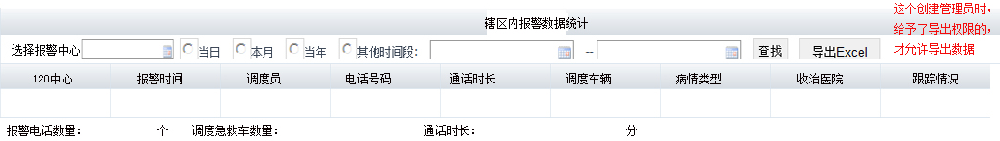 辖区内报警数据统计
这个创建管理员时，
给予了导出权限的，
才允许导出数据
选择报警中心 当日 本月 当年 其他时间段： -- 查找 导出Excel
120中心 报警时间 调度员 电话号码 通话时长 调度车辆 病情类型 收治医院 跟踪情况
报警电话数量： 个 调度急救车数量： 通话时长： 分